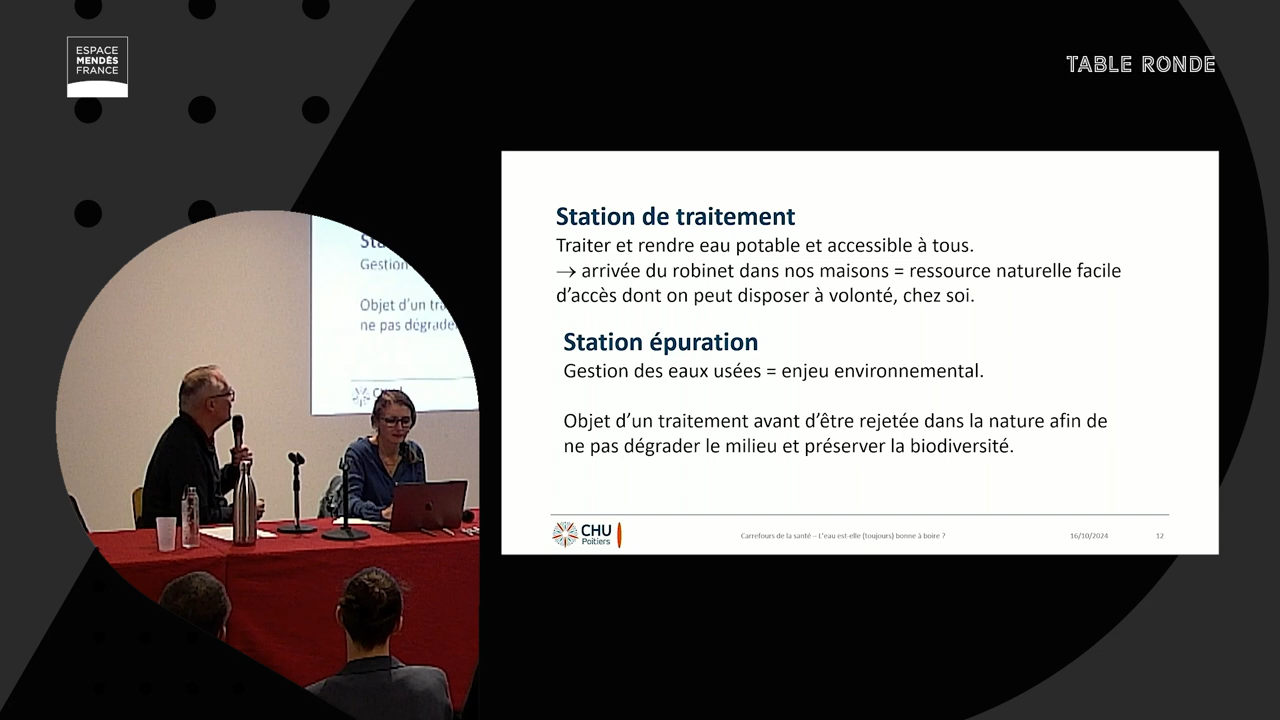 ESPACE
MENDÈS
FRANCE
TABLE RONDE
Station de traitement
Traiter et rendre eau potable et accessible à tous.
→ arrivée du robinet dans nos maisons = ressource naturelle facile
d’accès dont on peut disposer à volonté, chez soi.
Station épuration
Gestion des eaux usées = enjeu environnemental.
Objet d’un traitement avant d’être rejetée dans la nature afin de
ne pas dégrader le milieu et préserver la biodiversité.
CHU
Poitiers
Carrefours de la santé – L’eau est-elle (toujours) bonne à boire ?
16/10/2024
12
Sta
Gestion
Objet d’un tra
ne pas dégrader
CHU